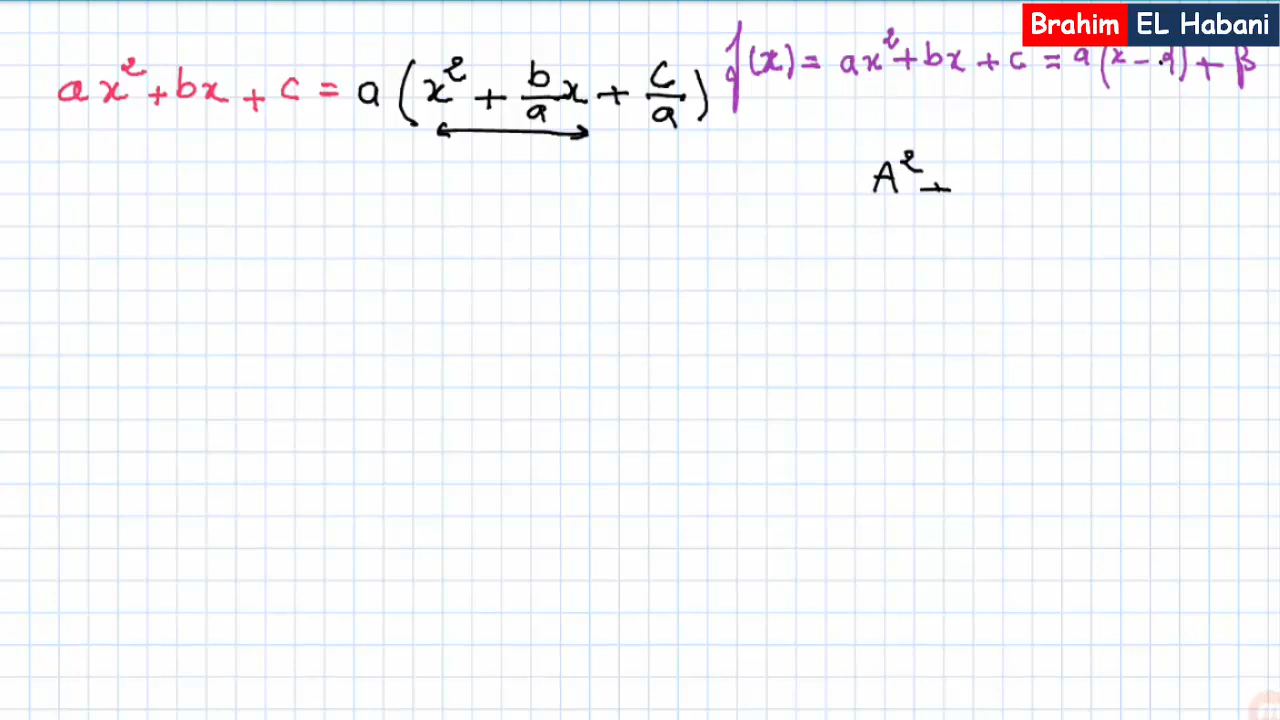 Brahim EL Habani
ax² + bx + c = a(x² + b/a x + c/a)
f(x) = ax² + bx + c = a(x - α) + β
A² +